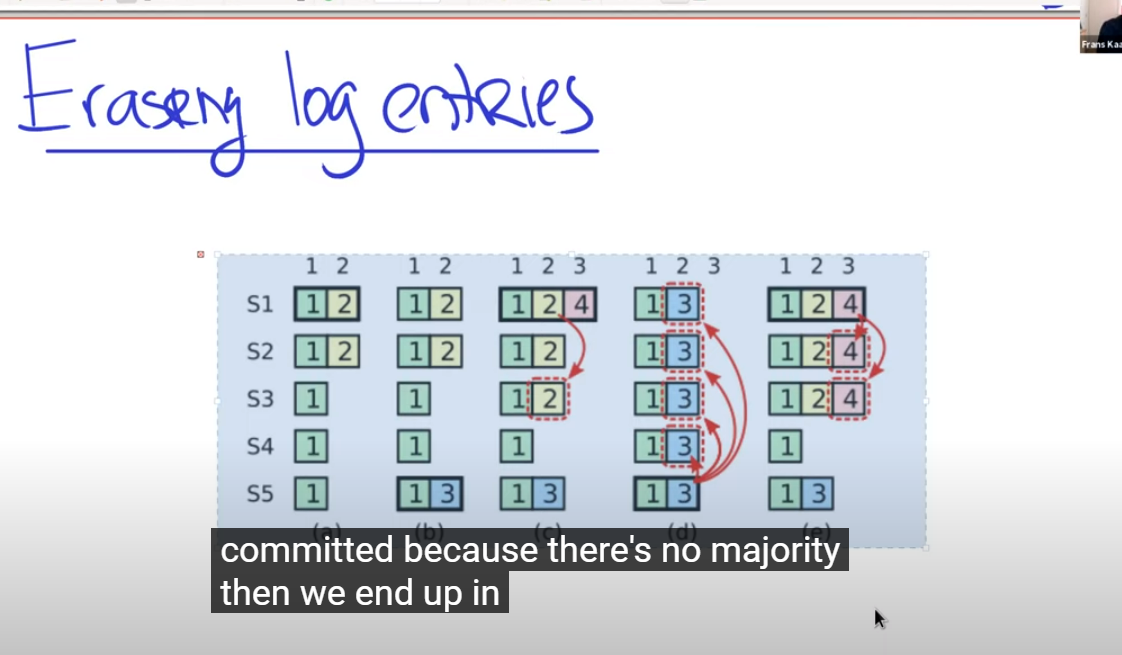 Frans Kaa
Erasing log entries
1 2 1 2 1 2 3 1 2 3 1 2 3
S1 1 2 1 2 1 2 4 1 3 1 2 4
S2 1 2 1 2 1 2 1 3 1 2 4
S3 1 1 1 2 1 3 1 2 4
S4 1 1 1 1 3 1
S5 1 1 3 1 3 1 3 1 3
(a) (b) (c) (d) (e)
committed because there's no majority
then we end up in